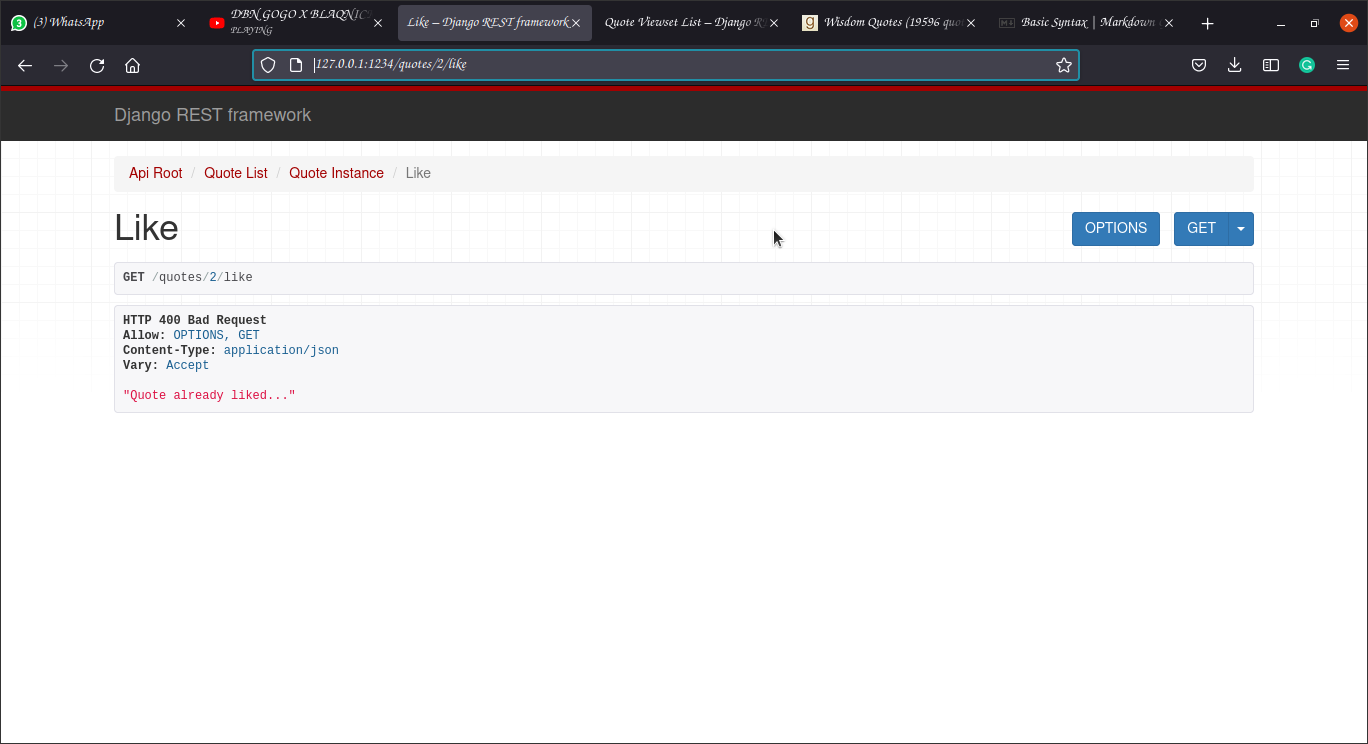 3 (3) WhatsApp
DBN GOGO X BLAQNIC
PLAYING
Like – Django REST framework
Quote Viewset List – Django R
g Wisdom Quotes (19596 quo
Basic Syntax | Markdown
127.0.0.1:1234/quotes/2/like
Django REST framework
Api Root / Quote List / Quote Instance / Like
Like
OPTIONS GET
GET /quotes/2/like
HTTP 400 Bad Request
Allow: OPTIONS, GET
Content-Type: application/json
Vary: Accept
"Quote already liked..."